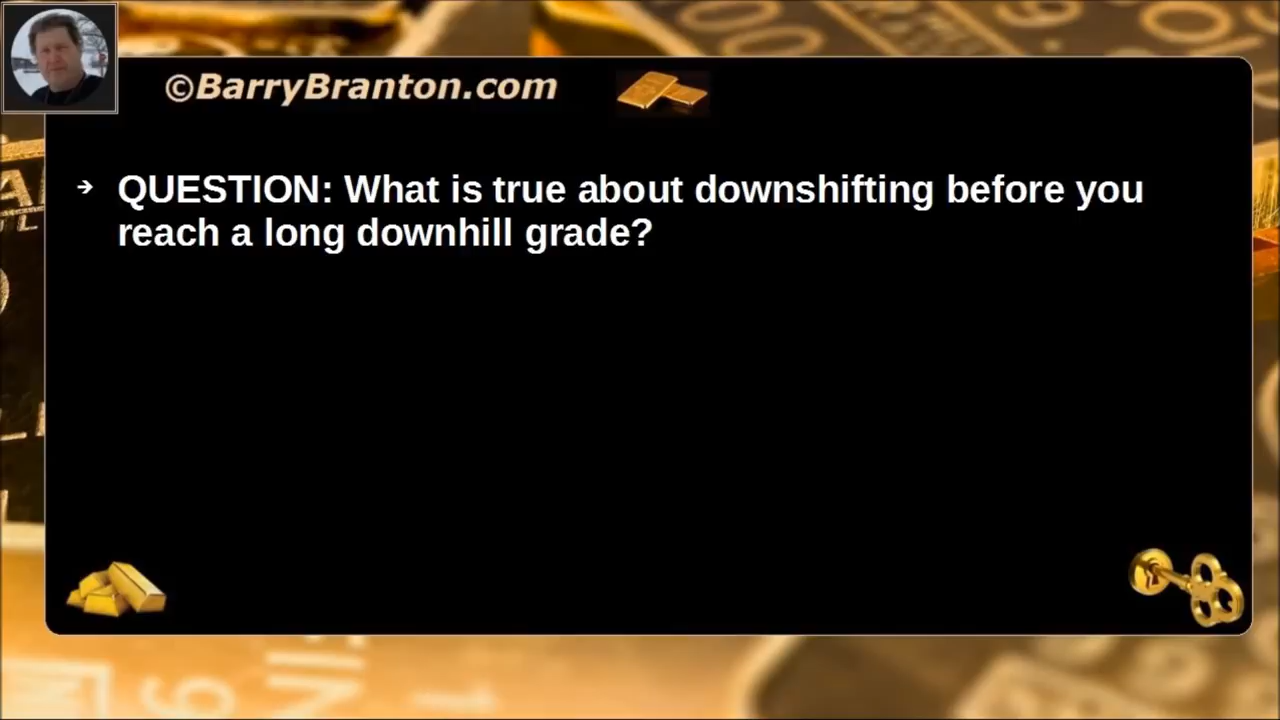 ©BarryBranton.com
➔ QUESTION: What is true about downshifting before you
reach a long downhill grade?